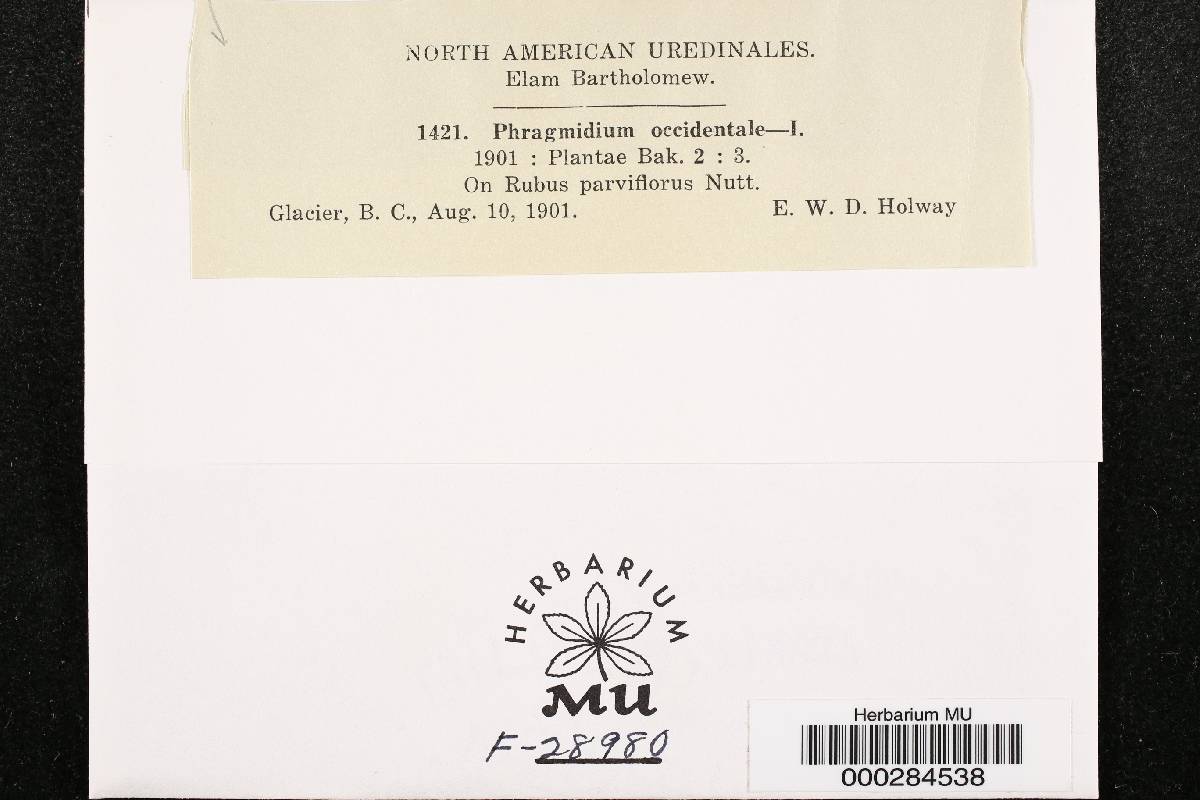 NORTH AMERICAN UREDINALES.
Elam Bartholomew.
1421. Phragmidium occidentale—I.
1901 : Plantae Bak. 2 : 3.
On Rubus parviflorus Nutt.
Glacier, B. C., Aug. 10, 1901. E. W. D. Holway
HERBARIUM
MU
F-28980
Herbarium MU
000284538